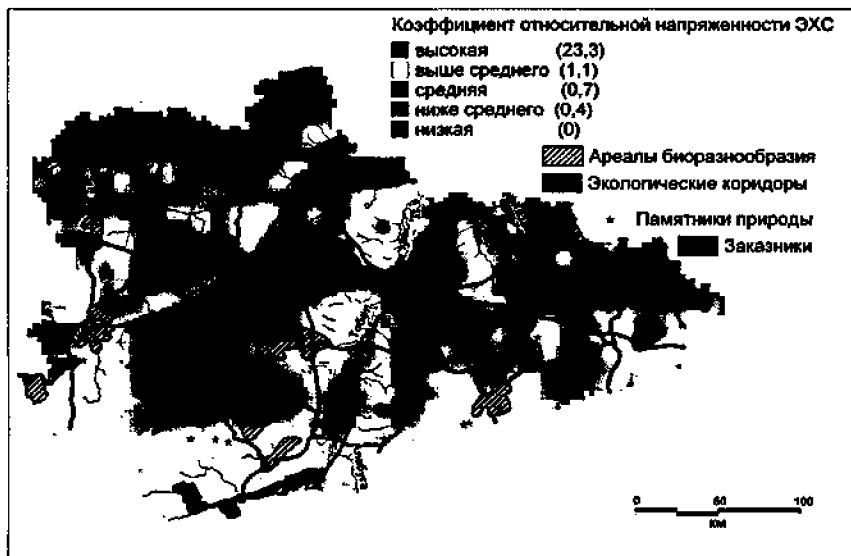 Коэффициент относительной напряженности ЭХС
высокая (23,3)
выше среднего (1,1)
средняя (0,7)
ниже среднего (0,4)
низкая (0)
Ареалы биоразнообразия
Экологические коридоры
Памятники природы
Заказники
0 50 100
км